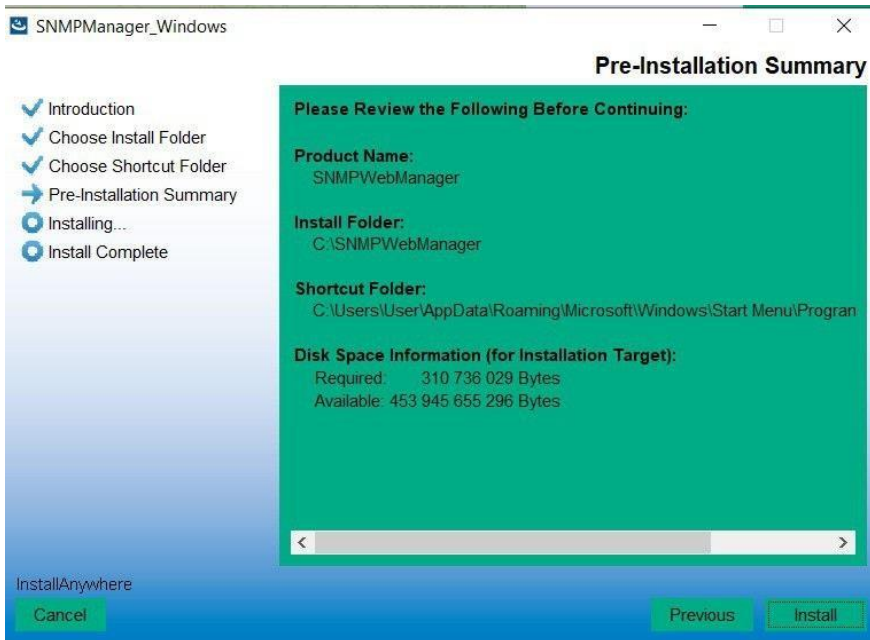 SNMPManager_Windows
Pre-Installation Summary
Introduction
Choose Install Folder
Choose Shortcut Folder
Pre-Installation Summary
Installing...
Install Complete
Please Review the Following Before Continuing:
Product Name:
SNMPWebManager
Install Folder:
C:\SNMPWebManager
Shortcut Folder:
C:\Users\User\AppData\Roaming\Microsoft\Windows\Start Menu\Progran
Disk Space Information (for Installation Target):
Required: 310 736 029 Bytes
Available: 453 945 655 296 Bytes
InstallAnywhere
Cancel
Previous
Install